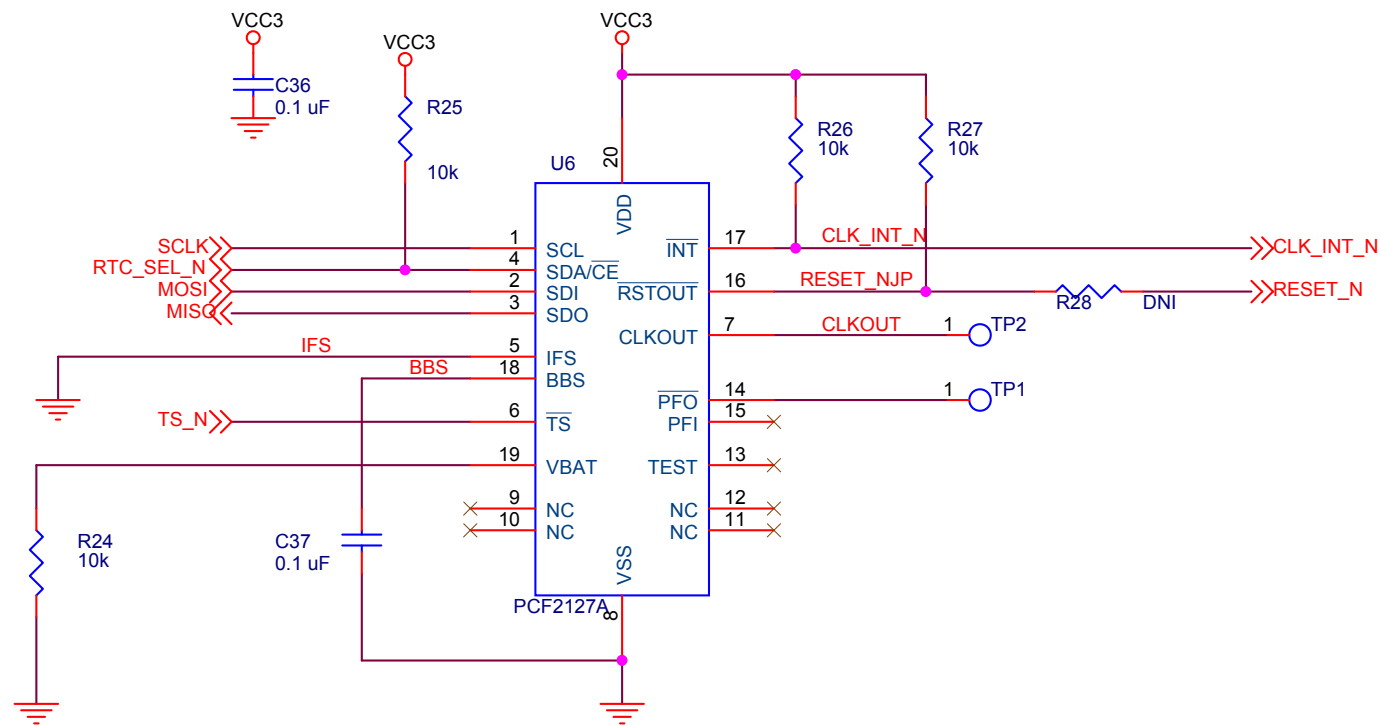 VCC3
C36
0.1 uF
VCC3
R25
10k
VCC3
R26
10k
R27
10k
U6
20
VDD
SCLK
1
SCL
RTC_SEL_N
4
SDA/CE
MOSI
2
SDI
MISO
3
SDO
IFS
5
IFS
BBS
18
BBS
TS_N
6
TS
19
VBAT
9
NC
10
NC
INT
17
CLK_INT_N
CLK_INT_N
RSTOUT
16
RESET_NJP
R28
DNI
RESET_N
CLKOUT
7
CLKOUT
1
TP2
PFO
14
1
TP1
PFI
15
TEST
13
NC
12
NC
11
R24
10k
C37
0.1 uF
VSS
8
PCF2127A